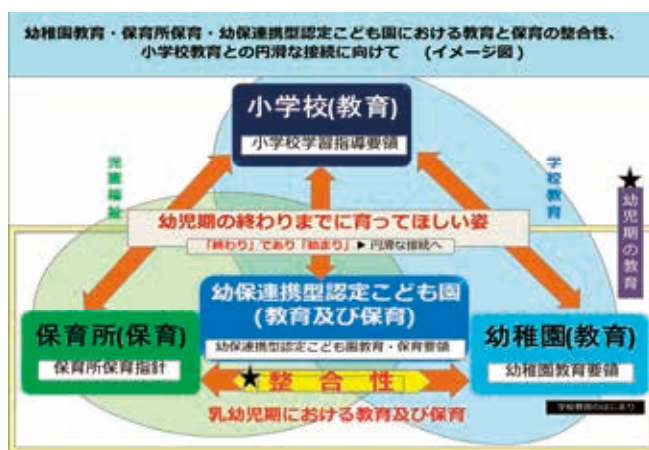 幼稚園教育・保育所保育・幼保連携型認定こども園における教育と保育の整合性、
小学校教育との円滑な接続に向けて (イメージ図)
小学校(教育)
小学校学習指導要領
児童福祉
学校教育
★幼児期の教育
幼児期の終わりまでに育ってほしい姿
「終わり」であり「始まり」▶円滑な接続へ
幼保連携型認定こども園
(教育及び保育)
幼保連携型認定こども園教育・保育要領
保育所(保育)
保育所保育指針
幼稚園(教育)
幼稚園教育要領
★整合性
乳幼児期における教育及び保育
学校教育のはじまり